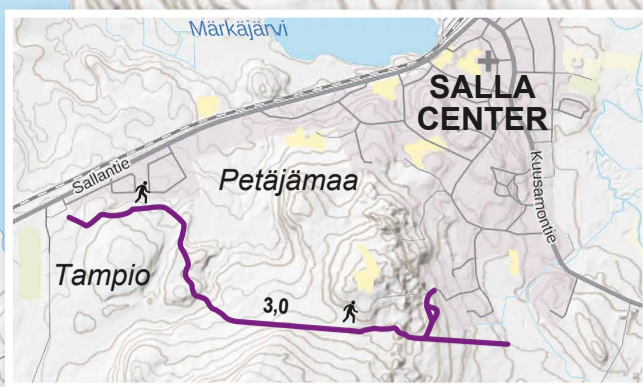 Märkäjärvi
SALLA
CENTER
Sallantie
Petäjämaa
Kuusamontie
Tampio
3,0